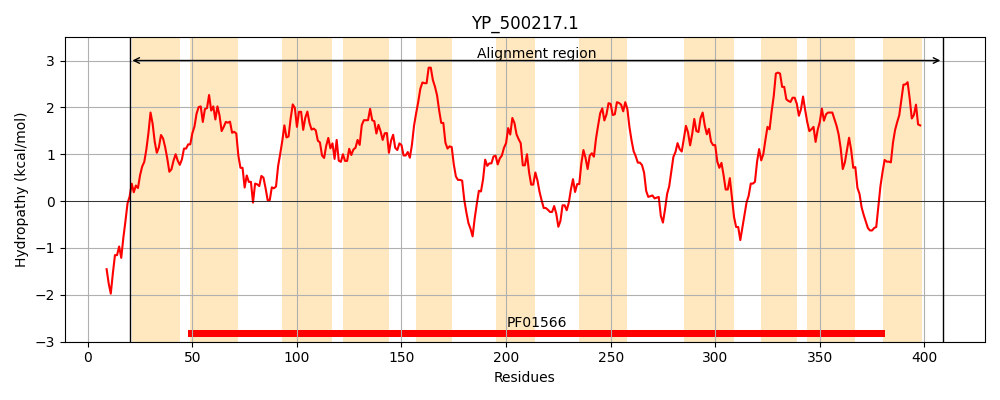 YP_500217.1
Alignment region
Hydropathy (kcal/mol)
3
2
1
0
−1
−2
−3
PF01566
0 50 100 150 200 250 300 350 400
Residues